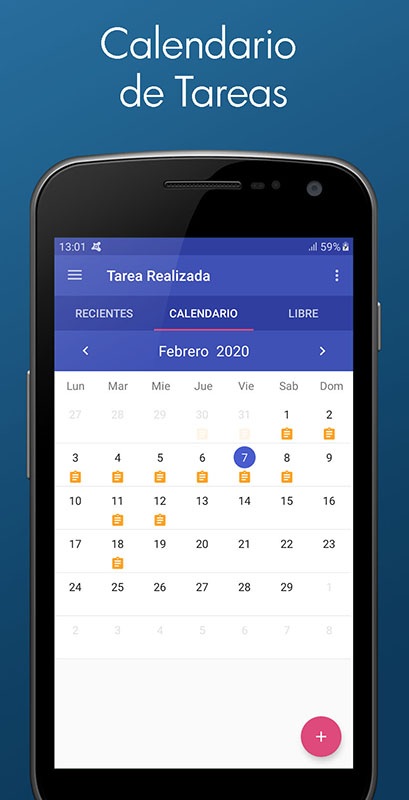 Calendario
de Tareas
13:01 59%
Tarea Realizada
RECIENTES CALENDARIO LIBRE
Febrero 2020
Lun Mar Mie Jue Vie Sab Dom
27 28 29 30 31 1 2
3 4 5 6 7 8 9
10 11 12 13 14 15 16
17 18 19 20 21 22 23
24 25 26 27 28 29 1
2 3 4 5 6 7 8